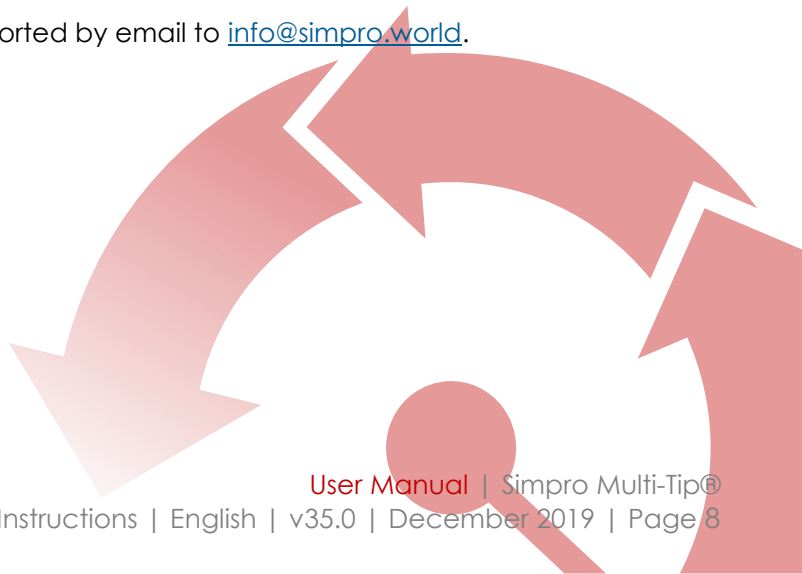 orted by email to info@simpro.world.
User Manual | Simpro Multi-Tip®
Instructions | English | v35.0 | December 2019 | Page 8